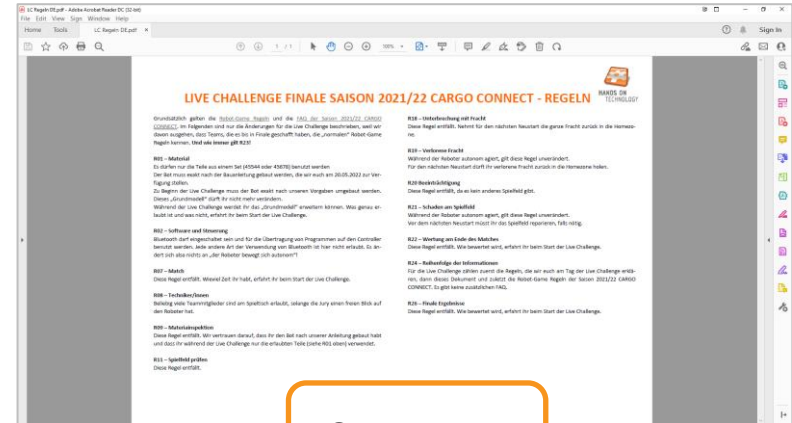 LC Regeln DE.pdf - Adobe Acrobat Reader DC (32-bit)
File Edit View Sign Window Help
Home Tools LC Regeln DE.pdf × Sign In
1 / 1 100%
HANDS ON
TECHNOLOGY
LIVE CHALLENGE FINALE SAISON 2021/22 CARGO CONNECT - REGELN
Grundsätzlich gelten die Robot-Game Regeln und die FAQ der Saison 2021/22 CARGO
CONNECT. Im Folgenden sind nur die Änderungen für die Live Challenge beschrieben, weil wir
davon ausgehen, dass Teams, die es bis in Finale geschafft haben, die „normalen" Robot-Game
Regeln kennen. Und wie immer gilt R23!
R01 – Material
Es dürfen nur die Teile aus einem Set (45544 oder 45678) benutzt werden
Der Bot muss exakt nach der Bauanleitung gebaut werden, die wir euch am 20.05.2022 zur Ver-
fügung stellen.
Zu Beginn der Live Challenge muss der Bot exakt nach unseren Vorgaben umgebaut werden.
Dieses „Grundmodell" dürft ihr nicht mehr verändern.
Während der Live Challenge werdet ihr das „Grundmodell" erweitern können. Was genau er-
laubt ist und was nicht, erfahrt ihr beim Start der Live Challenge.
R02 – Software und Steuerung
Bluetooth darf eingeschaltet sein und für die Übertragung von Programmen auf den Controller
benutzt werden. Jede andere Art der Verwendung von Bluetooth ist hier nicht erlaubt. Es än-
dert sich also nichts an „der Roboter bewegt sich autonom"!
R07 – Match
Diese Regel entfällt. Wieviel Zeit ihr habt, erfahrt ihr beim Start der Live Challenge.
R08 – Techniker/innen
Beliebig viele Teammitglieder sind am Spieltisch erlaubt, solange die Jury einen freien Blick auf
den Roboter hat.
R09 – Materialinspektion
Diese Regel entfällt. Wir vertrauen darauf, dass ihr den Bot nach unserer Anleitung gebaut habt
und dass ihr während der Live Challenge nur die erlaubten Teile (siehe R01 oben) verwendet.
R11 – Spielfeld prüfen
Diese Regel entfällt.
R18 – Unterbrechung mit Fracht
Diese Regel entfällt. Nehmt für den nächsten Neustart die ganze Fracht zurück in die Homezo-
ne.
R19 – Verlorene Fracht
Während der Roboter autonom agiert, gilt diese Regel unverändert.
Für den nächsten Neustart dürft ihr verlorene Fracht zurück in die Homezone holen.
R20 Beeinträchtigung
Diese Regel entfällt, da es kein anderes Spielfeld gibt.
R21 – Schaden am Spielfeld
Während der Roboter autonom agiert, gilt diese Regel unverändert.
Vor dem nächsten Neustart müsst ihr das Spielfeld reparieren, falls nötig.
R22 – Wertung am Ende des Matches
Diese Regel entfällt. Wie bewertet wird, erfahrt ihr beim Start der Live Challenge.
R24 – Reihenfolge der Informationen
Für die Live Challenge zählen zuerst die Regeln, die wir euch am Tag der Live Challenge erklä-
ren, dann dieses Dokument und zuletzt die Robot-Game Regeln der Saison 2021/22 CARGO
CONNECT. Es gibt keine zusätzlichen FAQ.
R25 – Finale Ergebnisse
Diese Regel entfällt. Wie bewertet wird, erfahrt ihr beim Start der Live Challenge.